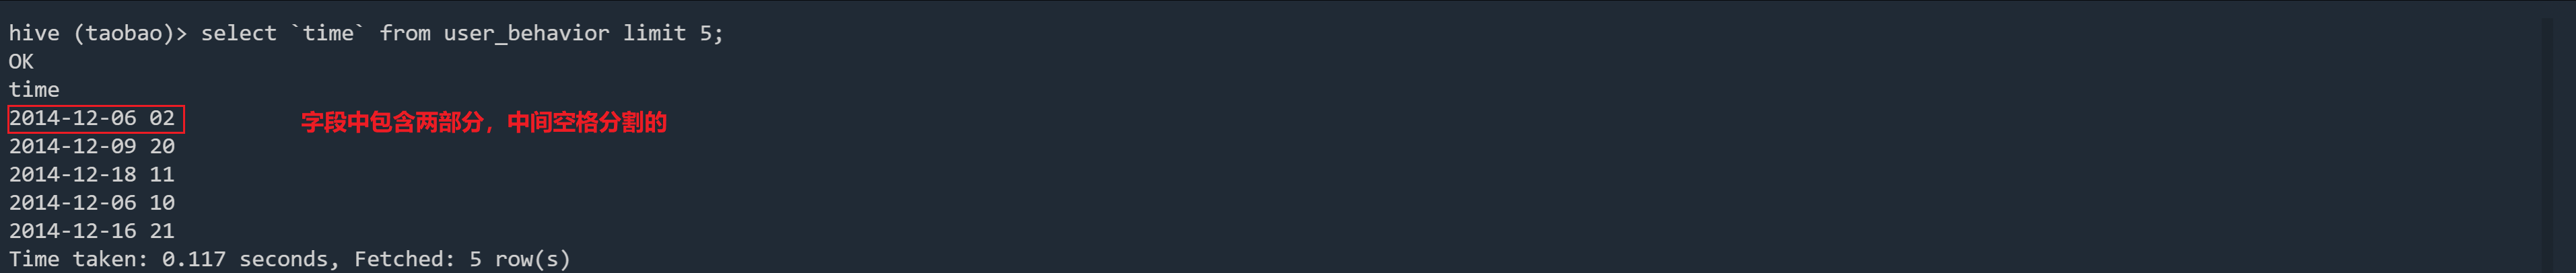 hive (taobao)> select `time` from user_behavior limit 5;
OK
time
2014-12-06 02
字段中包含两部分，中间空格分割的
2014-12-09 20
2014-12-18 11
2014-12-06 10
2014-12-16 21
Time taken: 0.117 seconds, Fetched: 5 row(s)